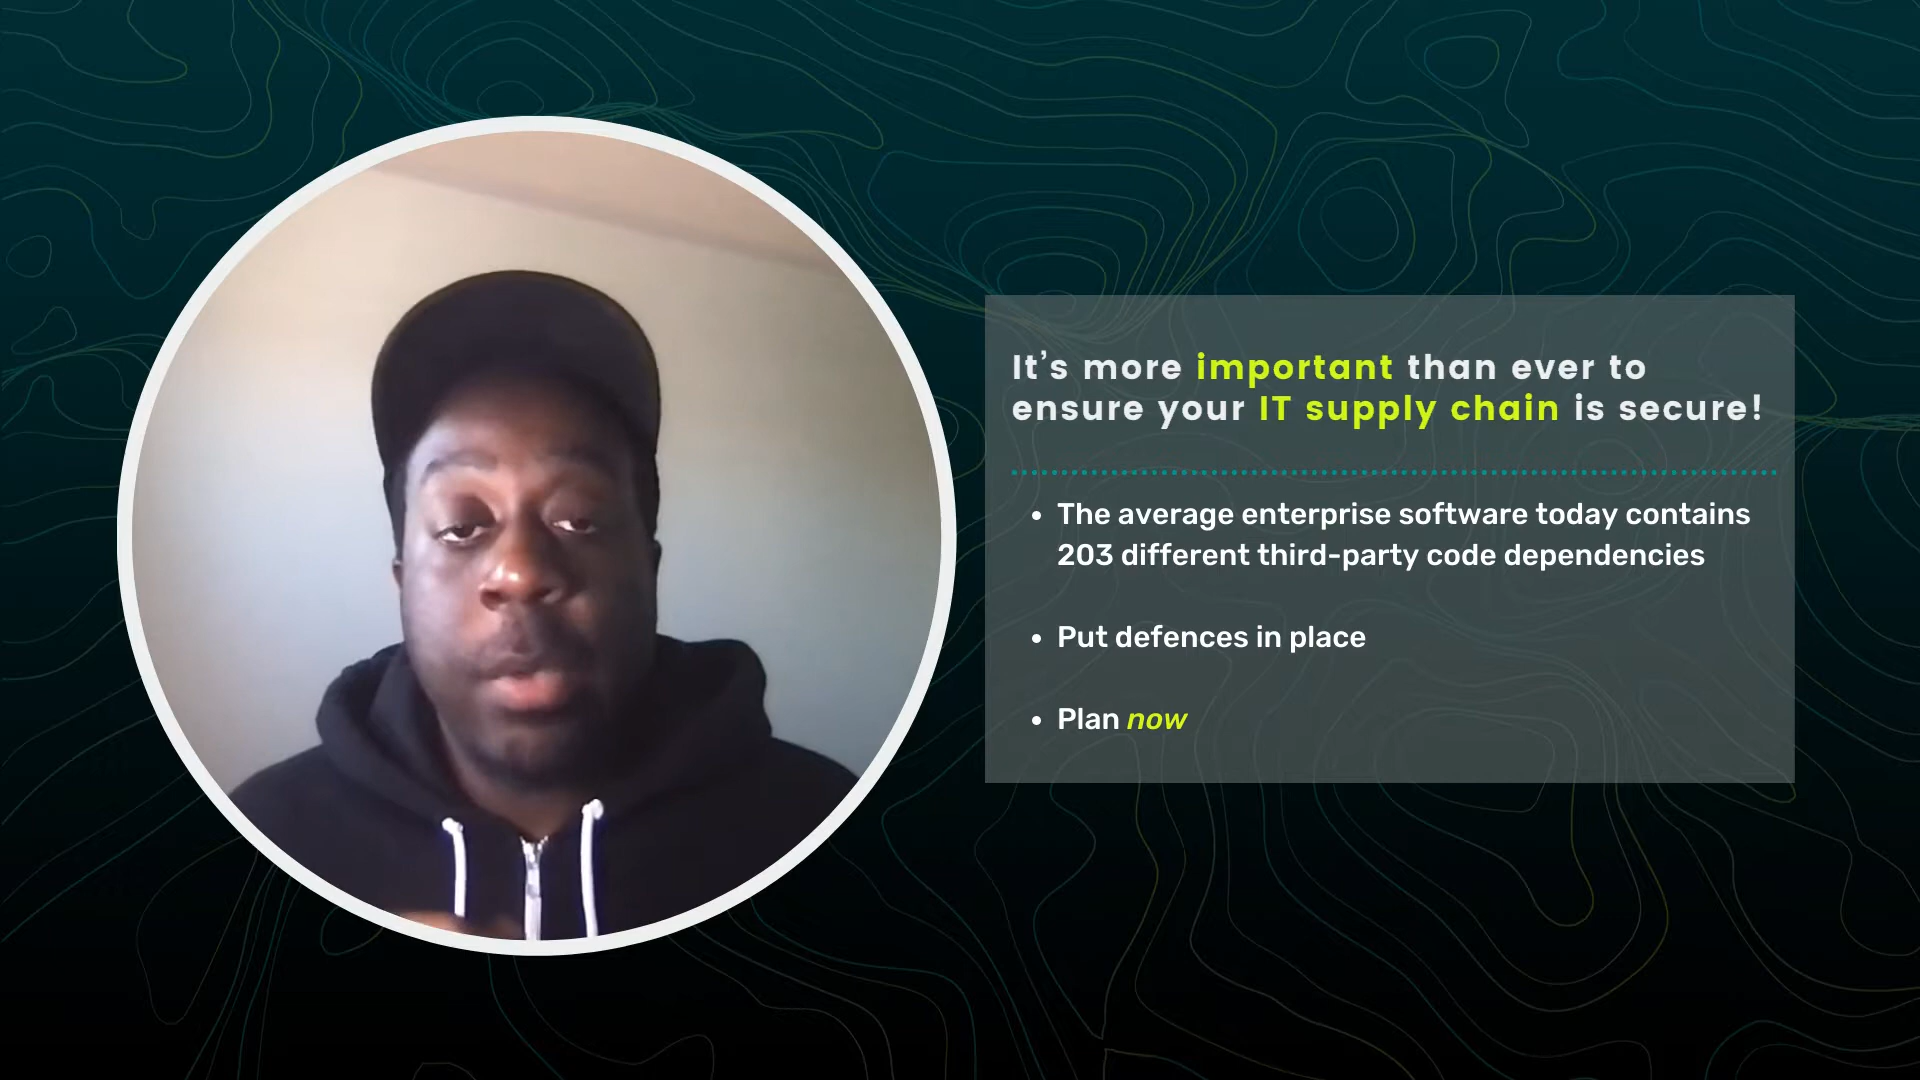 It’s more important than ever to
ensure your IT supply chain is secure!
• The average enterprise software today contains
203 different third-party code dependencies
• Put defences in place
• Plan now